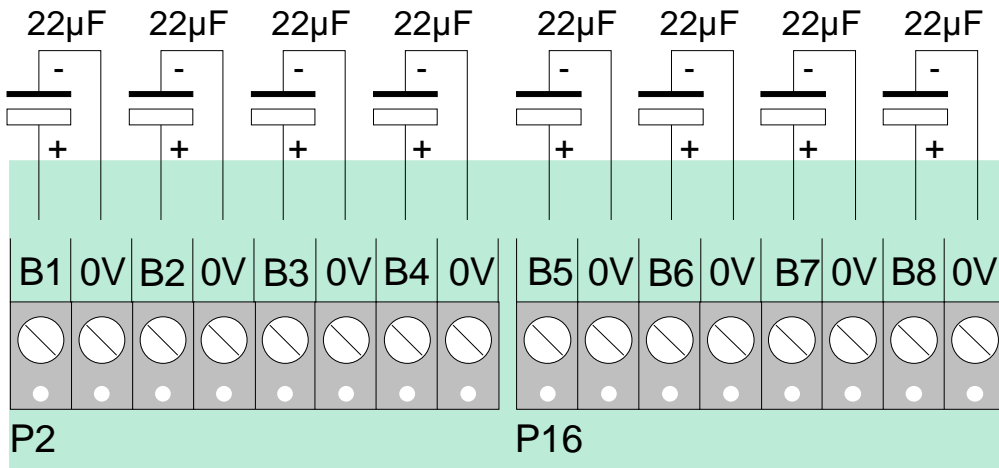 22µF 22µF 22µF 22µF 22µF 22µF 22µF 22µF
- - - - - - - -
+ + + + + + + +
B1 0V B2 0V B3 0V B4 0V B5 0V B6 0V B7 0V B8 0V
P2 P16